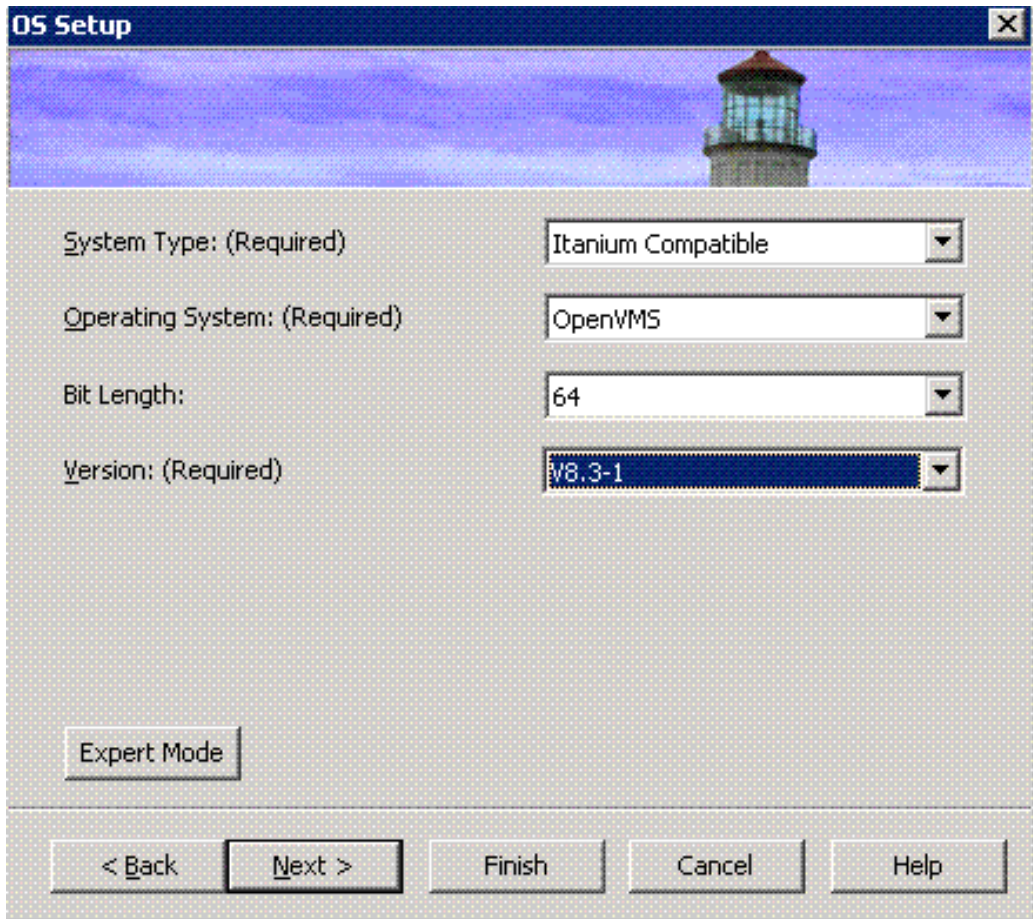 OS Setup
System Type: (Required) Itanium Compatible
Operating System: (Required) OpenVMS
Bit Length: 64
Version: (Required) V8.3-1
Expert Mode
< Back Next > Finish Cancel Help